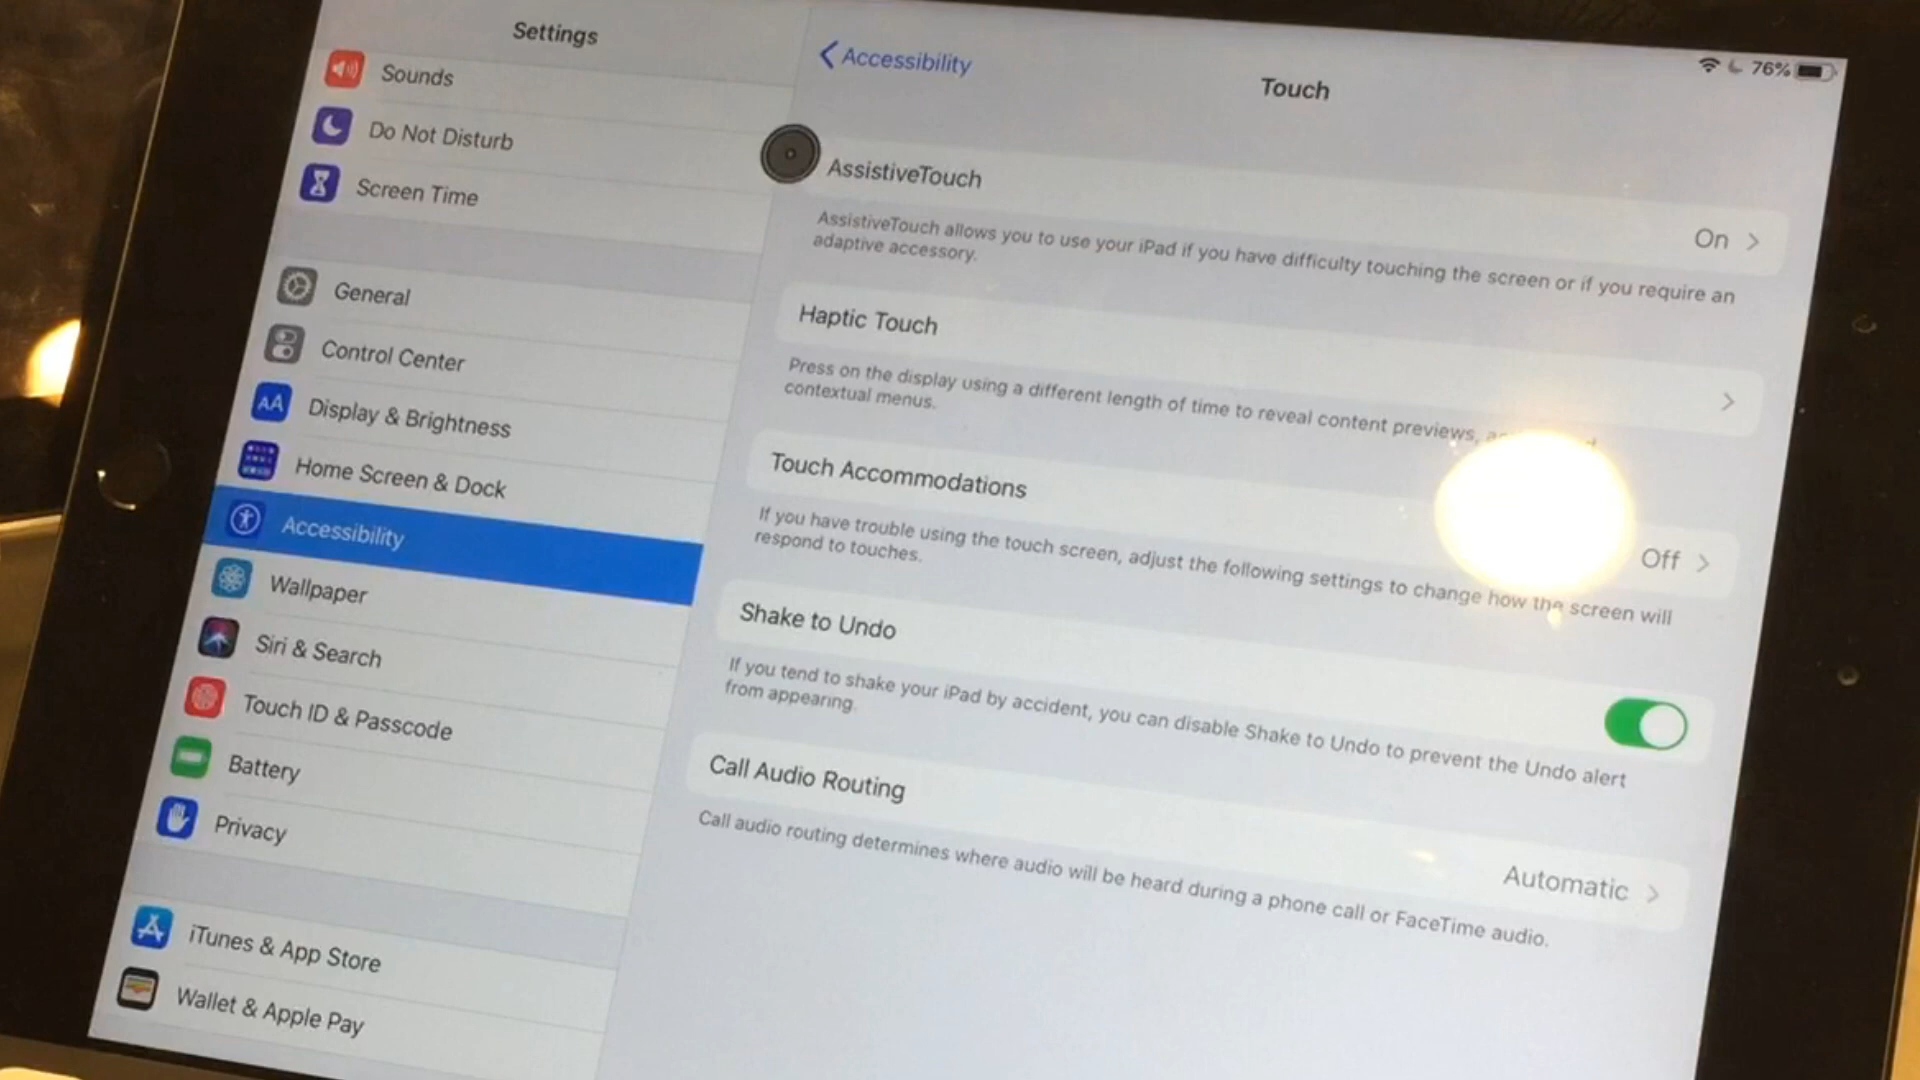 Settings
Sounds
Do Not Disturb
Screen Time
General
Control Center
AA
Display & Brightness
Home Screen & Dock
Accessibility
Wallpaper
Siri & Search
Touch ID & Passcode
Battery
Privacy
iTunes & App Store
Wallet & Apple Pay
Accessibility
Touch
76%
AssistiveTouch
On
AssistiveTouch allows you to use your iPad if you have difficulty touching the screen or if you require an
adaptive accessory.
Haptic Touch
Press on the display using a different length of time to reveal content previews,
contextual menus.
Touch Accommodations
Off
If you have trouble using the touch screen, adjust the following settings to change how the screen will
respond to touches.
Shake to Undo
If you tend to shake your iPad by accident, you can disable Shake to Undo to prevent the Undo alert
from appearing.
Call Audio Routing
Automatic
Call audio routing determines where audio will be heard during a phone call or FaceTime audio.